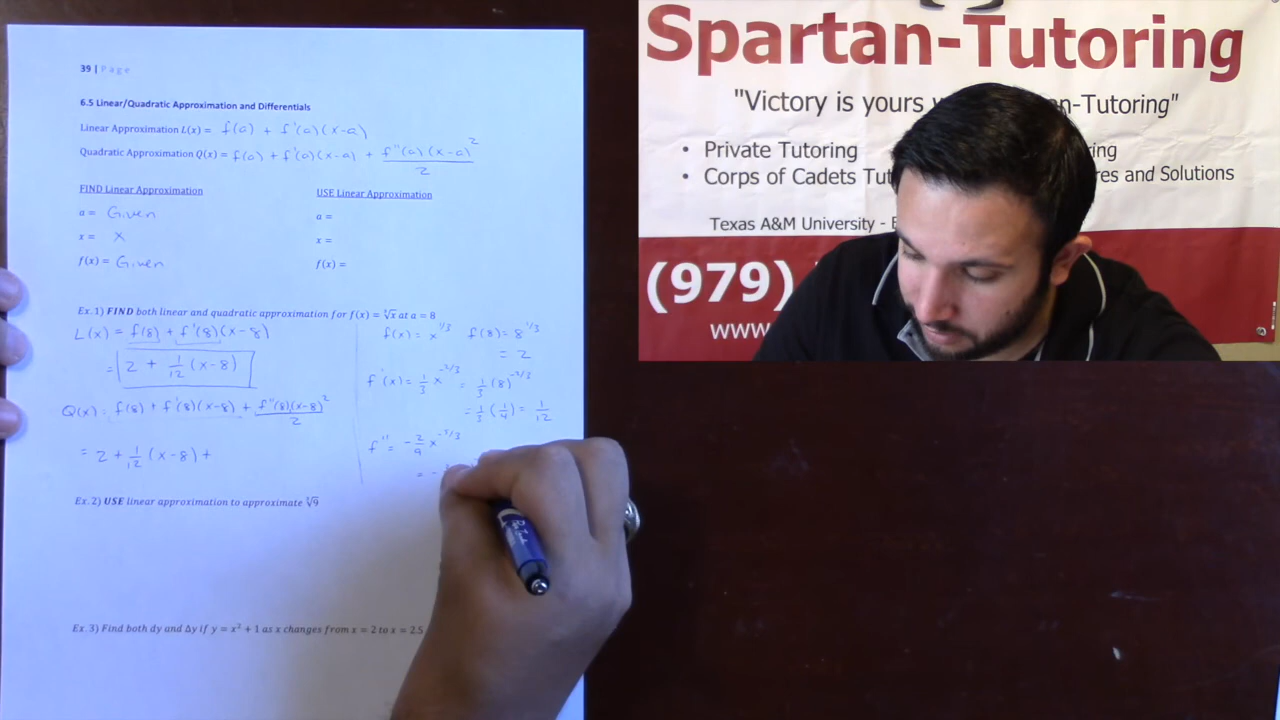 39 | Page
6.5 Linear/Quadratic Approximation and Differentials
Linear Approximation L(x) = f(a) + f'(a)(x-a)
Quadratic Approximation Q(x) = f(a) + f'(a)(x-a) + f''(a)(x-a)²/2
FIND Linear Approximation
a = Given
x = x
f(x) = Given
USE Linear Approximation
a =
x =
f(x) =
Ex. 1) FIND both linear and quadratic approximation for f(x) = ∛x at a = 8
L(x) = f(8) + f'(8)(x-8)
= 2 + 1/12 (x-8)
Q(x) = f(8) + f'(8)(x-8) + f''(8)(x-8)²/2
= 2 + 1/12 (x-8) +
f(x) = x^1/3 f(8) = 8^1/3
= 2
f'(x) = 1/3 x^-2/3 = 1/3 (8)^-2/3
= 1/3 (1/4) = 1/12
f'' = -2/9 x^-5/3
= -
Ex. 2) USE linear approximation to approximate ∛9
Ex. 3) Find both dy and Δy if y = x² + 1 as x changes from x = 2 to x = 2.5
Spartan-Tutoring
"Victory is yours n-Tutoring"
• Private Tutoring
• Corps of Cadets Tut
ring
res and Solutions
Texas A&M University -
(979)
www